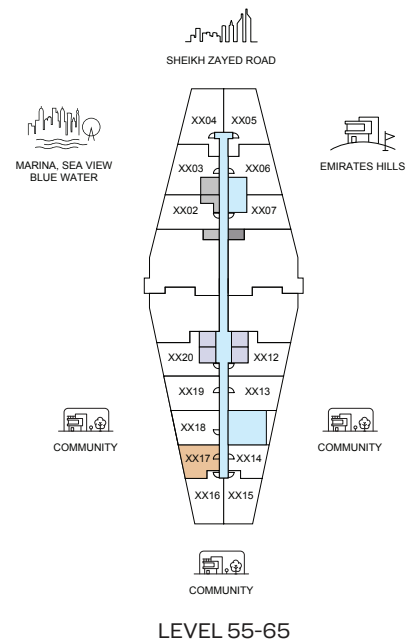 SHEIKH ZAYED ROAD
MARINA, SEA VIEW
BLUE WATER
EMIRATES HILLS
XX04 XX05
XX03 XX06
XX02 XX07
XX20 XX12
XX19 XX13
XX18
XX17 XX14
XX16 XX15
COMMUNITY
COMMUNITY
COMMUNITY
LEVEL 55-65